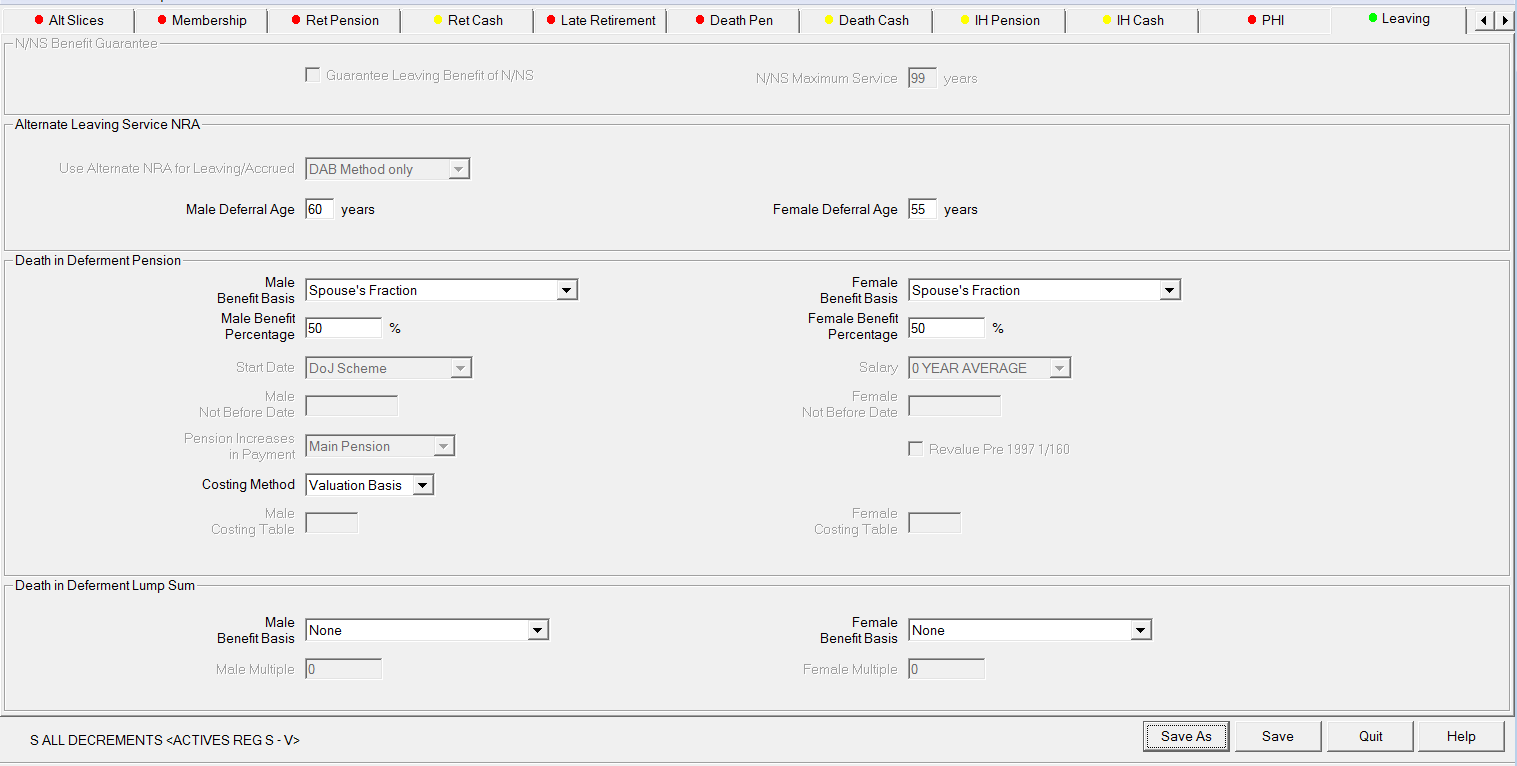 Alt Slices Membership Ret Pension Ret Cash Late Retirement Death Pen Death Cash IH Pension IH Cash PHI Leaving
N/NS Benefit Guarantee
Guarantee Leaving Benefit of N/NS N/NS Maximum Service 99 years
Alternate Leaving Service NRA
Use Alternate NRA for Leaving/Accrued DAB Method only
Male Deferral Age 60 years Female Deferral Age 55 years
Death in Deferment Pension
Male
Benefit Basis Spouse's Fraction
Female
Benefit Basis Spouse's Fraction
Male Benefit
Percentage 50 %
Female Benefit
Percentage 50 %
Start Date DoJ Scheme Salary 0 YEAR AVERAGE
Male
Not Before Date
Female
Not Before Date
Pension Increases
in Payment Main Pension
Revalue Pre 1997 1/160
Costing Method Valuation Basis
Male
Costing Table
Female
Costing Table
Death in Deferment Lump Sum
Male
Benefit Basis None
Female
Benefit Basis None
Male Multiple 0 Female Multiple 0
S ALL DECREMENTS <ACTIVES REG S - V> Save As Save Quit Help